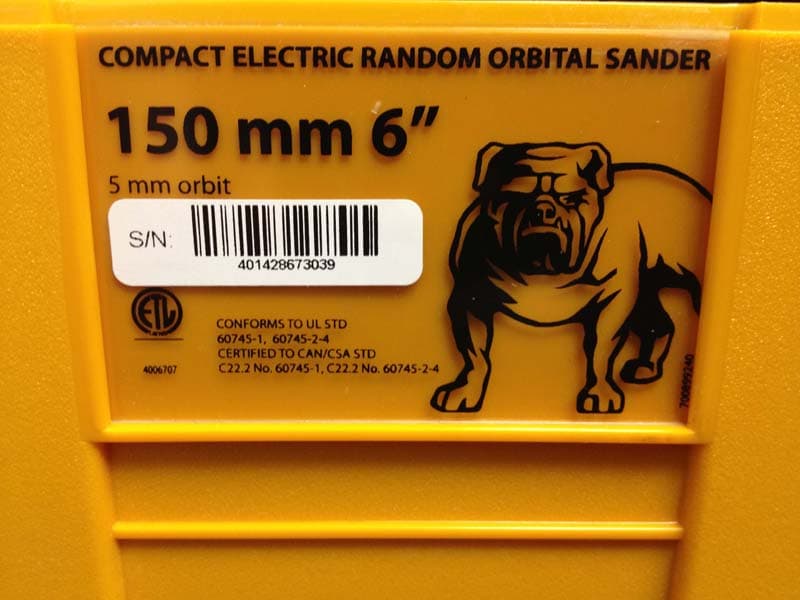 COMPACT ELECTRIC RANDOM ORBITAL SANDER
150 mm 6”
5 mm orbit
S/N:
401428673039
ETL
CONFORMS TO UL STD
60745-1, 60745-2-4
CERTIFIED TO CAN/CSA STD
C22.2 No. 60745-1, C22.2 No. 60745-2-4
4006707
700899240